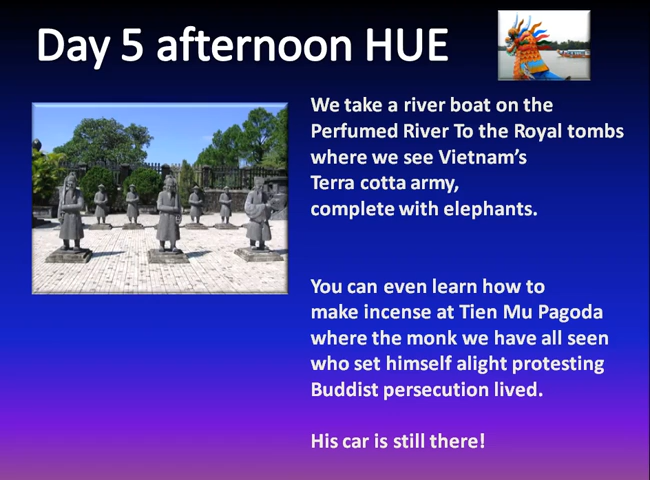 Day 5 afternoon HUE
We take a river boat on the
Perfumed River To the Royal tombs
where we see Vietnam's
Terra cotta army,
complete with elephants.
You can even learn how to
make incense at Tien Mu Pagoda
where the monk we have all seen
who set himself alight protesting
Buddist persecution lived.
His car is still there!